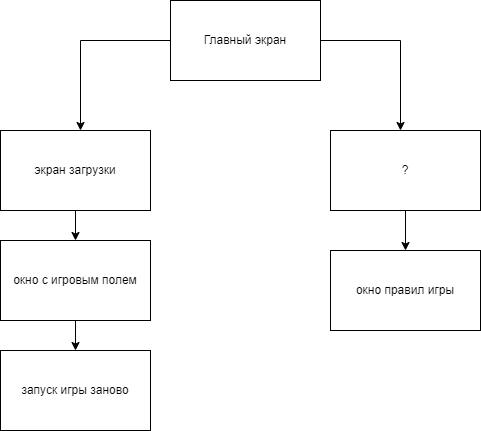 Главный экран
экран загрузки
?
окно с игровым полем
окно правил игры
запуск игры заново